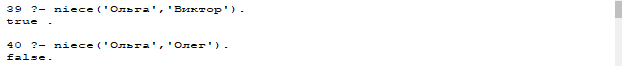 39 ?- niece('Ольга','Виктор').
true .
40 ?- niece('Ольга','Олег').
false.